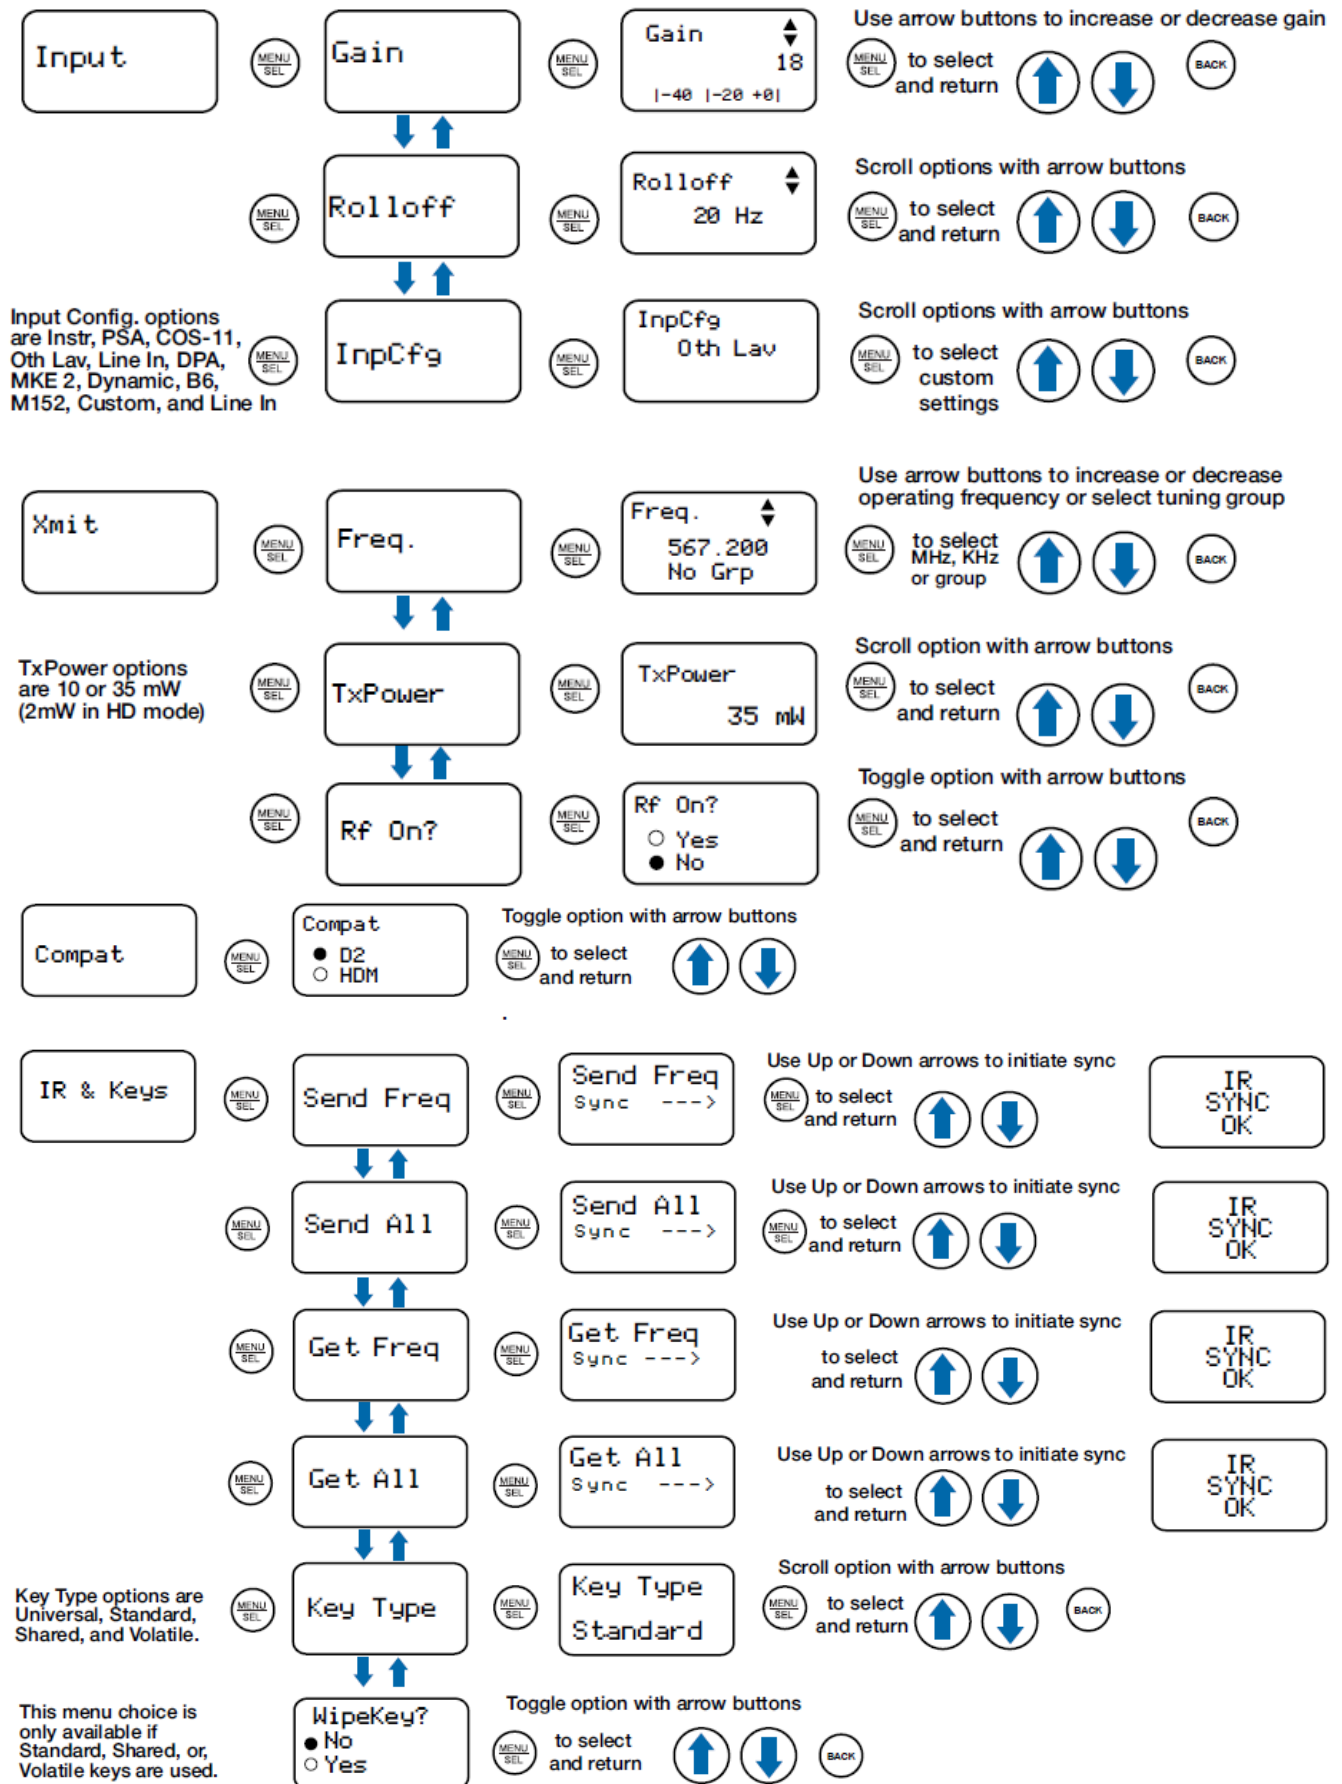 Input
MENU
SEL
Gain
MENU
SEL
Gain
18
|-40 |-20 +0|
Use arrow buttons to increase or decrease gain
MENU
SEL
to select
and return
BACK
MENU
SEL
Rolloff
MENU
SEL
Rolloff
20 Hz
Scroll options with arrow buttons
MENU
SEL
to select
and return
BACK
Input Config. options
are Instr, PSA, COS-11,
Oth Lav, Line In, DPA,
MKE 2, Dynamic, B6,
M152, Custom, and Line In
MENU
SEL
InpCfg
MENU
SEL
InpCfg
Oth Lav
Scroll options with arrow buttons
MENU
SEL
to select
custom
settings
BACK
Xmit
MENU
SEL
Freq.
MENU
SEL
Freq.
567.200
No Grp
Use arrow buttons to increase or decrease
operating frequency or select tuning group
MENU
SEL
to select
MHz, KHz
or group
BACK
TxPower options
are 10 or 35 mW
(2mW in HD mode)
MENU
SEL
TxPower
MENU
SEL
TxPower
35 mW
Scroll option with arrow buttons
MENU
SEL
to select
and return
BACK
MENU
SEL
Rf On?
MENU
SEL
Rf On?
Yes
No
Toggle option with arrow buttons
MENU
SEL
to select
and return
BACK
Compat
MENU
SEL
Compat
D2
HDM
Toggle option with arrow buttons
MENU
SEL
to select
and return
.
IR & Keys
MENU
SEL
Send Freq
MENU
SEL
Send Freq
Sync --->
Use Up or Down arrows to initiate sync
MENU
SEL
to select
and return
IR
SYNC
OK
MENU
SEL
Send All
MENU
SEL
Send All
Sync --->
Use Up or Down arrows to initiate sync
MENU
SEL
to select
and return
IR
SYNC
OK
MENU
SEL
Get Freq
MENU
SEL
Get Freq
Sync --->
Use Up or Down arrows to initiate sync
to select
and return
IR
SYNC
OK
MENU
SEL
Get All
MENU
SEL
Get All
Sync --->
Use Up or Down arrows to initiate sync
to select
and return
IR
SYNC
OK
Key Type options are
Universal, Standard,
Shared, and Volatile.
MENU
SEL
Key Type
MENU
SEL
Key Type
Standard
Scroll option with arrow buttons
MENU
SEL
to select
and return
BACK
This menu choice is
only available if
Standard, Shared, or,
Volatile keys are used.
WipeKey?
No
Yes
Toggle option with arrow buttons
MENU
SEL
to select
and return
BACK